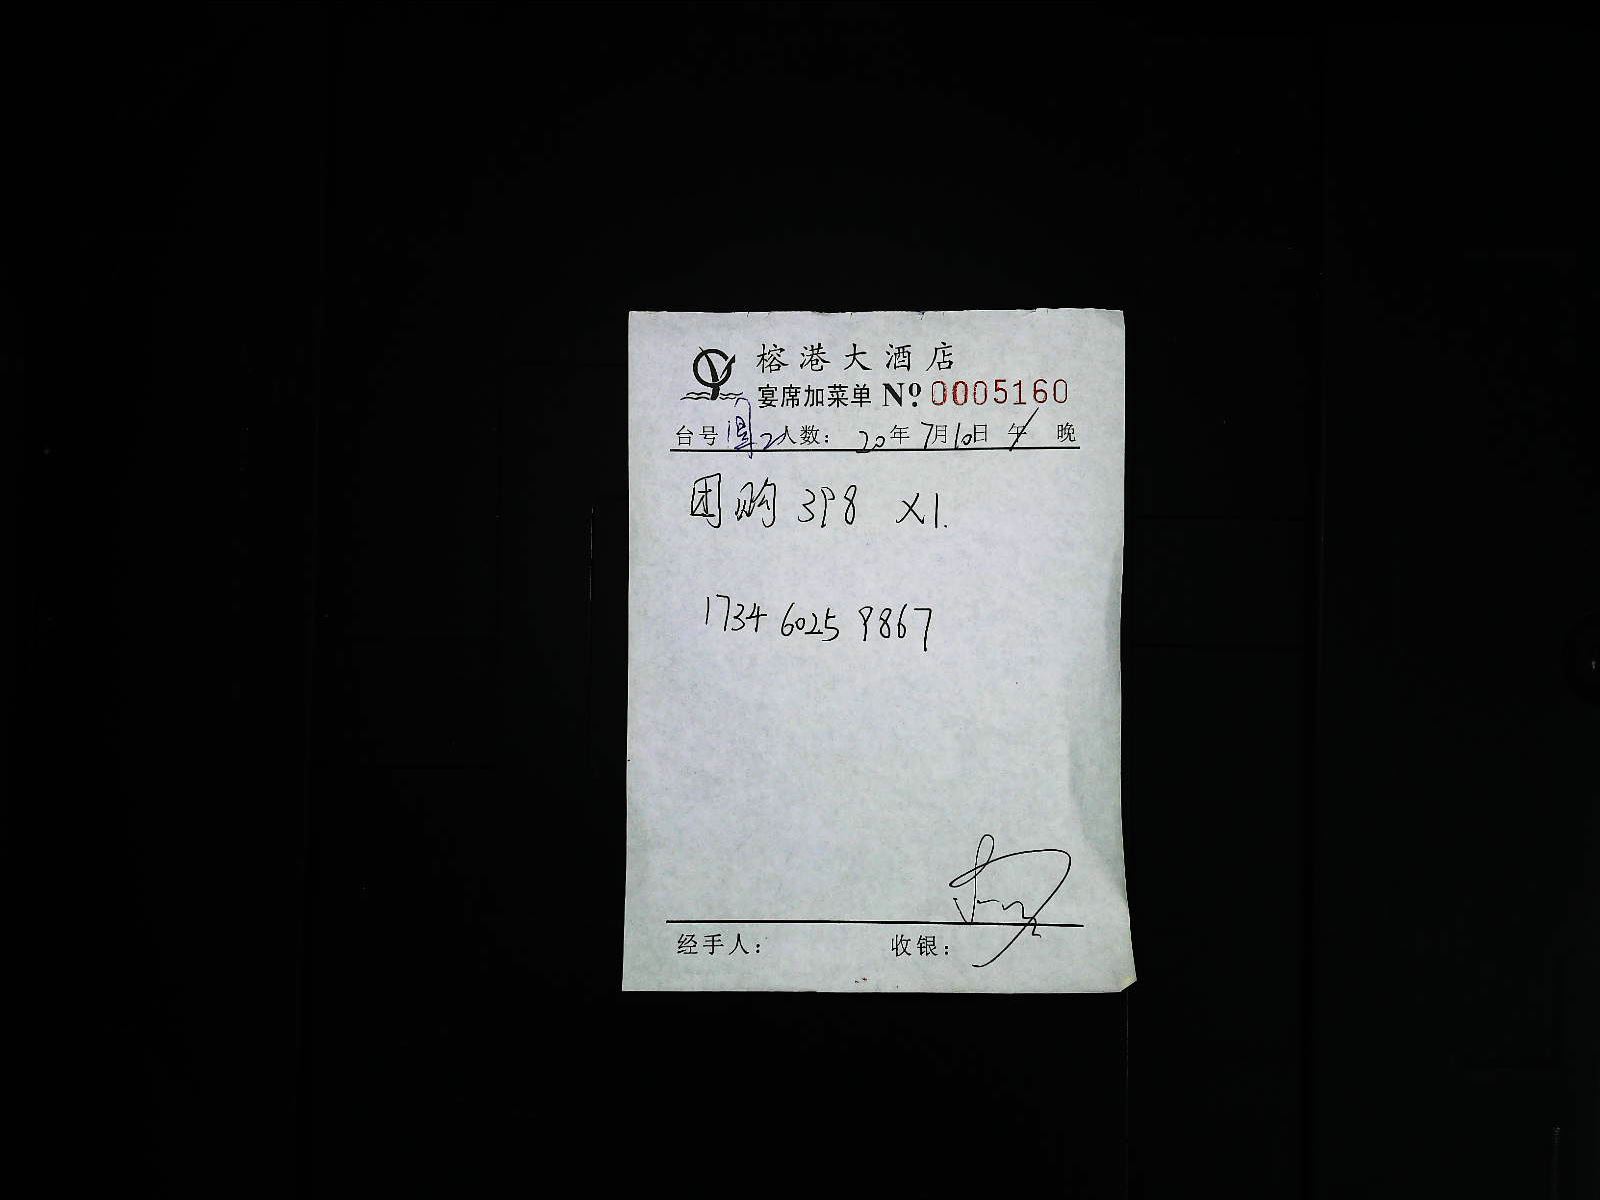 榕港大酒店
宴席加菜单 Nº 0005160
台号 2 人数: 20年7月10日 午 晚
团购 398 X1.
1734 6025 9867
经手人: 收银: